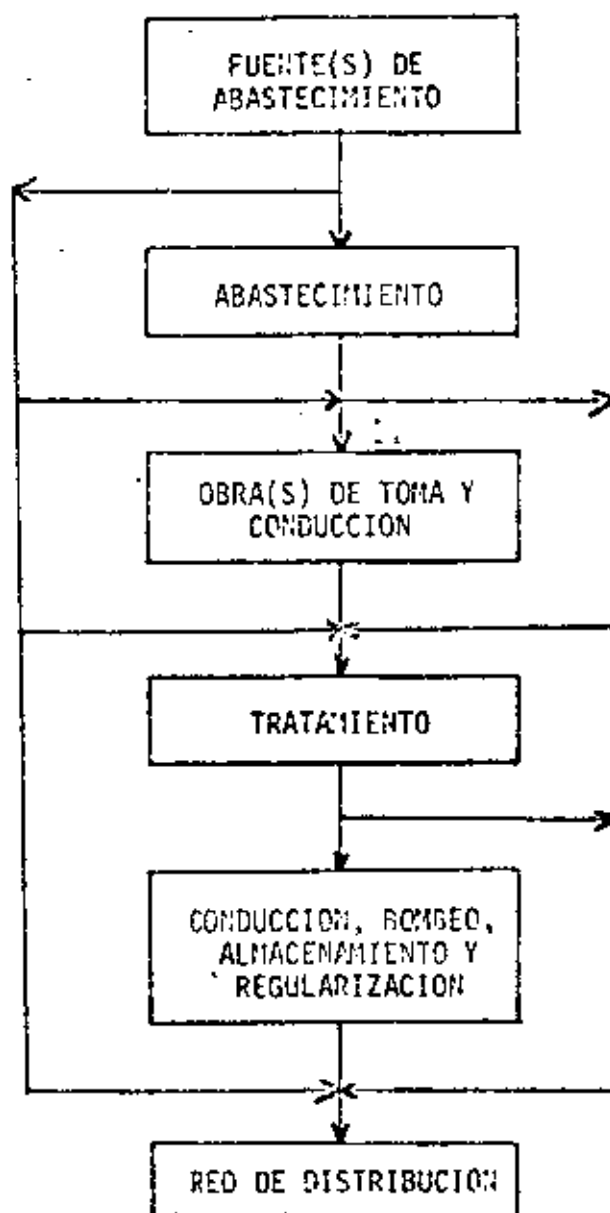 FUENTE(S) DE
ABASTECIMIENTO
ABASTECIMIENTO
OBRA(S) DE TOMA Y
CONDUCCION
TRATAMIENTO
CONDUCCION, BOMBEO,
ALMACENAMIENTO Y
REGULARIZACION
RED DE DISTRIBUCION